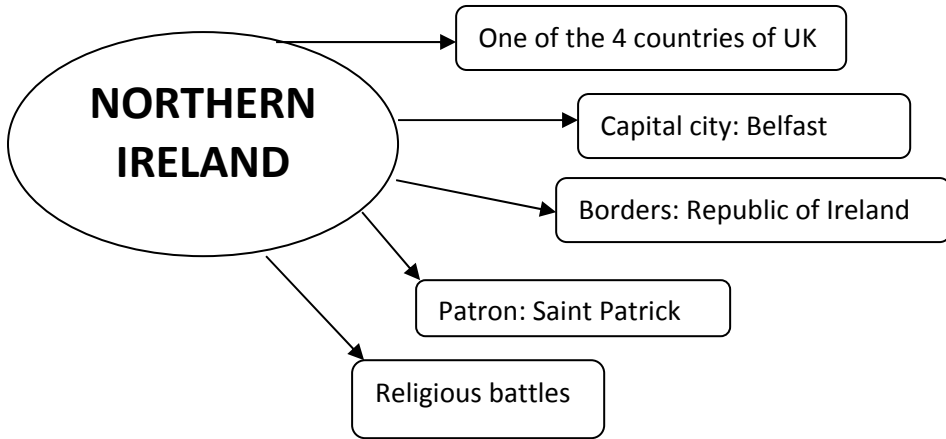 NORTHERN
IRELAND
One of the 4 countries of UK
Capital city: Belfast
Borders: Republic of Ireland
Patron: Saint Patrick
Religious battles